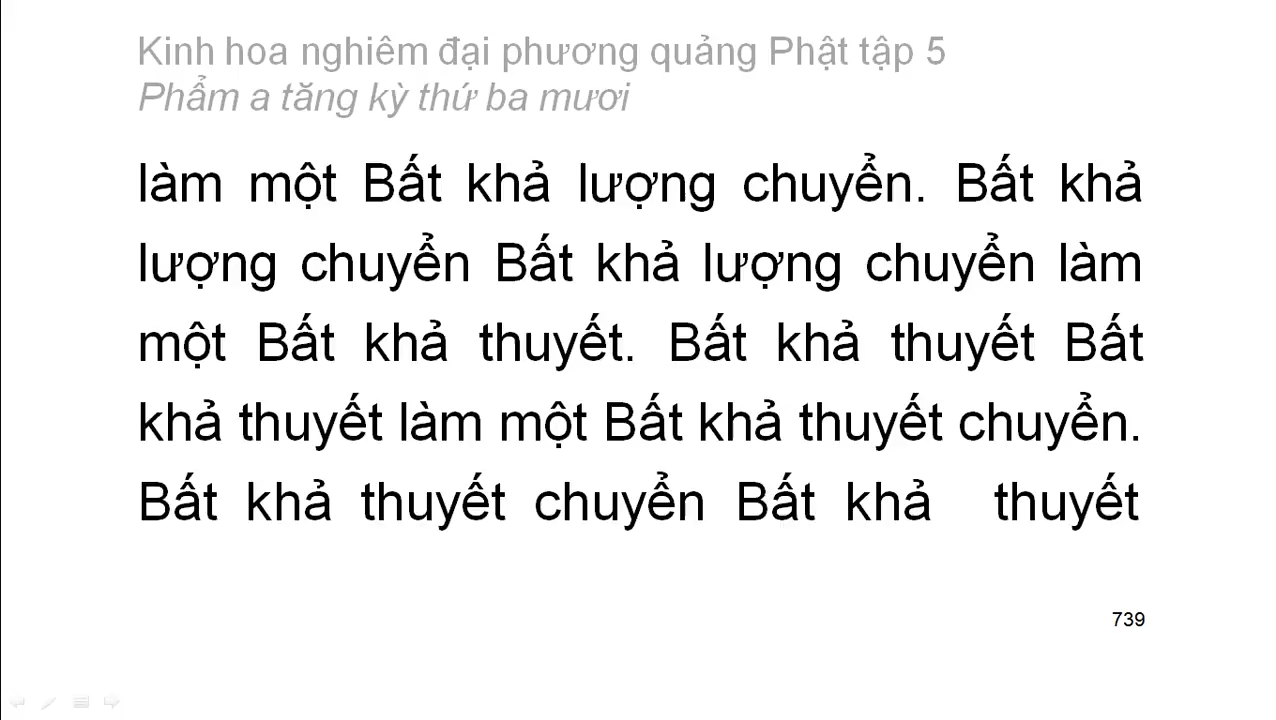 Kinh hoa nghiêm đại phương quảng Phật tập 5
Phẩm a tăng kỳ thứ ba mươi
làm một Bất khả lượng chuyển. Bất khả
lượng chuyển Bất khả lượng chuyển làm
một Bất khả thuyết. Bất khả thuyết Bất
khả thuyết làm một Bất khả thuyết chuyển.
Bất khả thuyết chuyển Bất khả thuyết
739